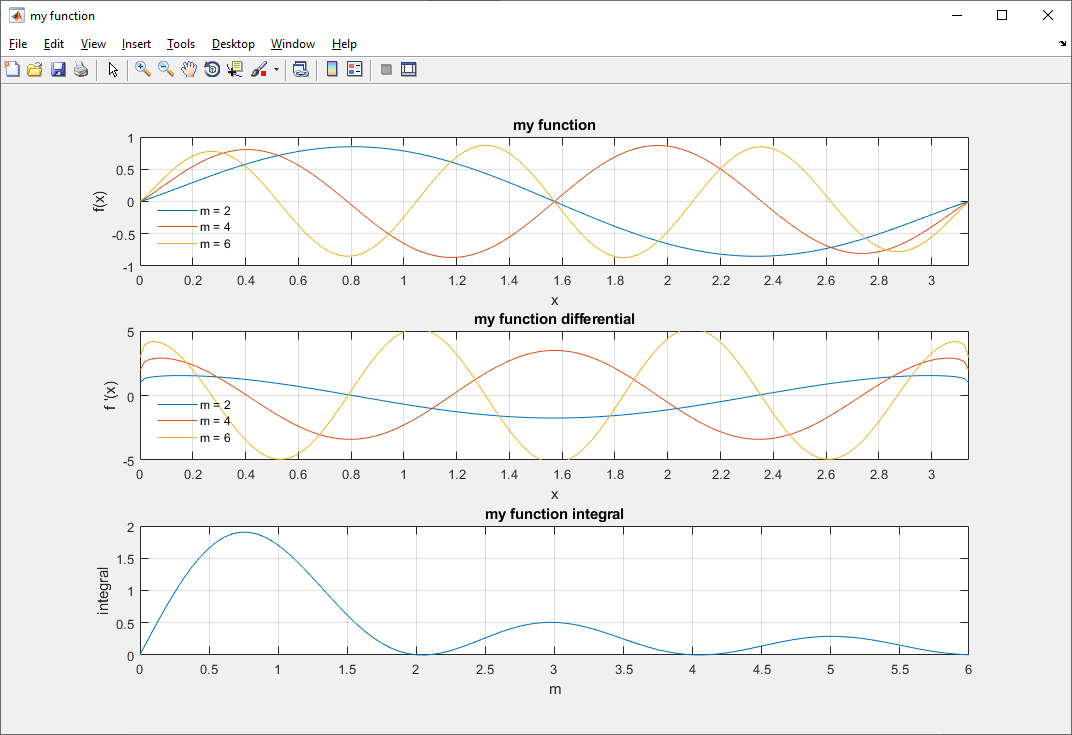 my function
File Edit View Insert Tools Desktop Window Help
my function
1
0.5
0
-0.5
-1
f(x)
m = 2
m = 4
m = 6
0 0.2 0.4 0.6 0.8 1 1.2 1.4 1.6 1.8 2 2.2 2.4 2.6 2.8 3
x
my function differential
5
0
-5
f '(x)
m = 2
m = 4
m = 6
0 0.2 0.4 0.6 0.8 1 1.2 1.4 1.6 1.8 2 2.2 2.4 2.6 2.8 3
x
my function integral
2
1.5
1
0.5
0
integral
0 0.5 1 1.5 2 2.5 3 3.5 4 4.5 5 5.5 6
m